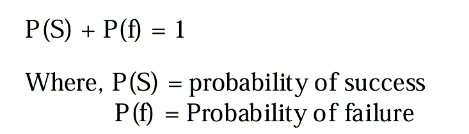 P(S) + P(f) = 1
Where, P(S) = probability of success
P(f) = Probability of failure